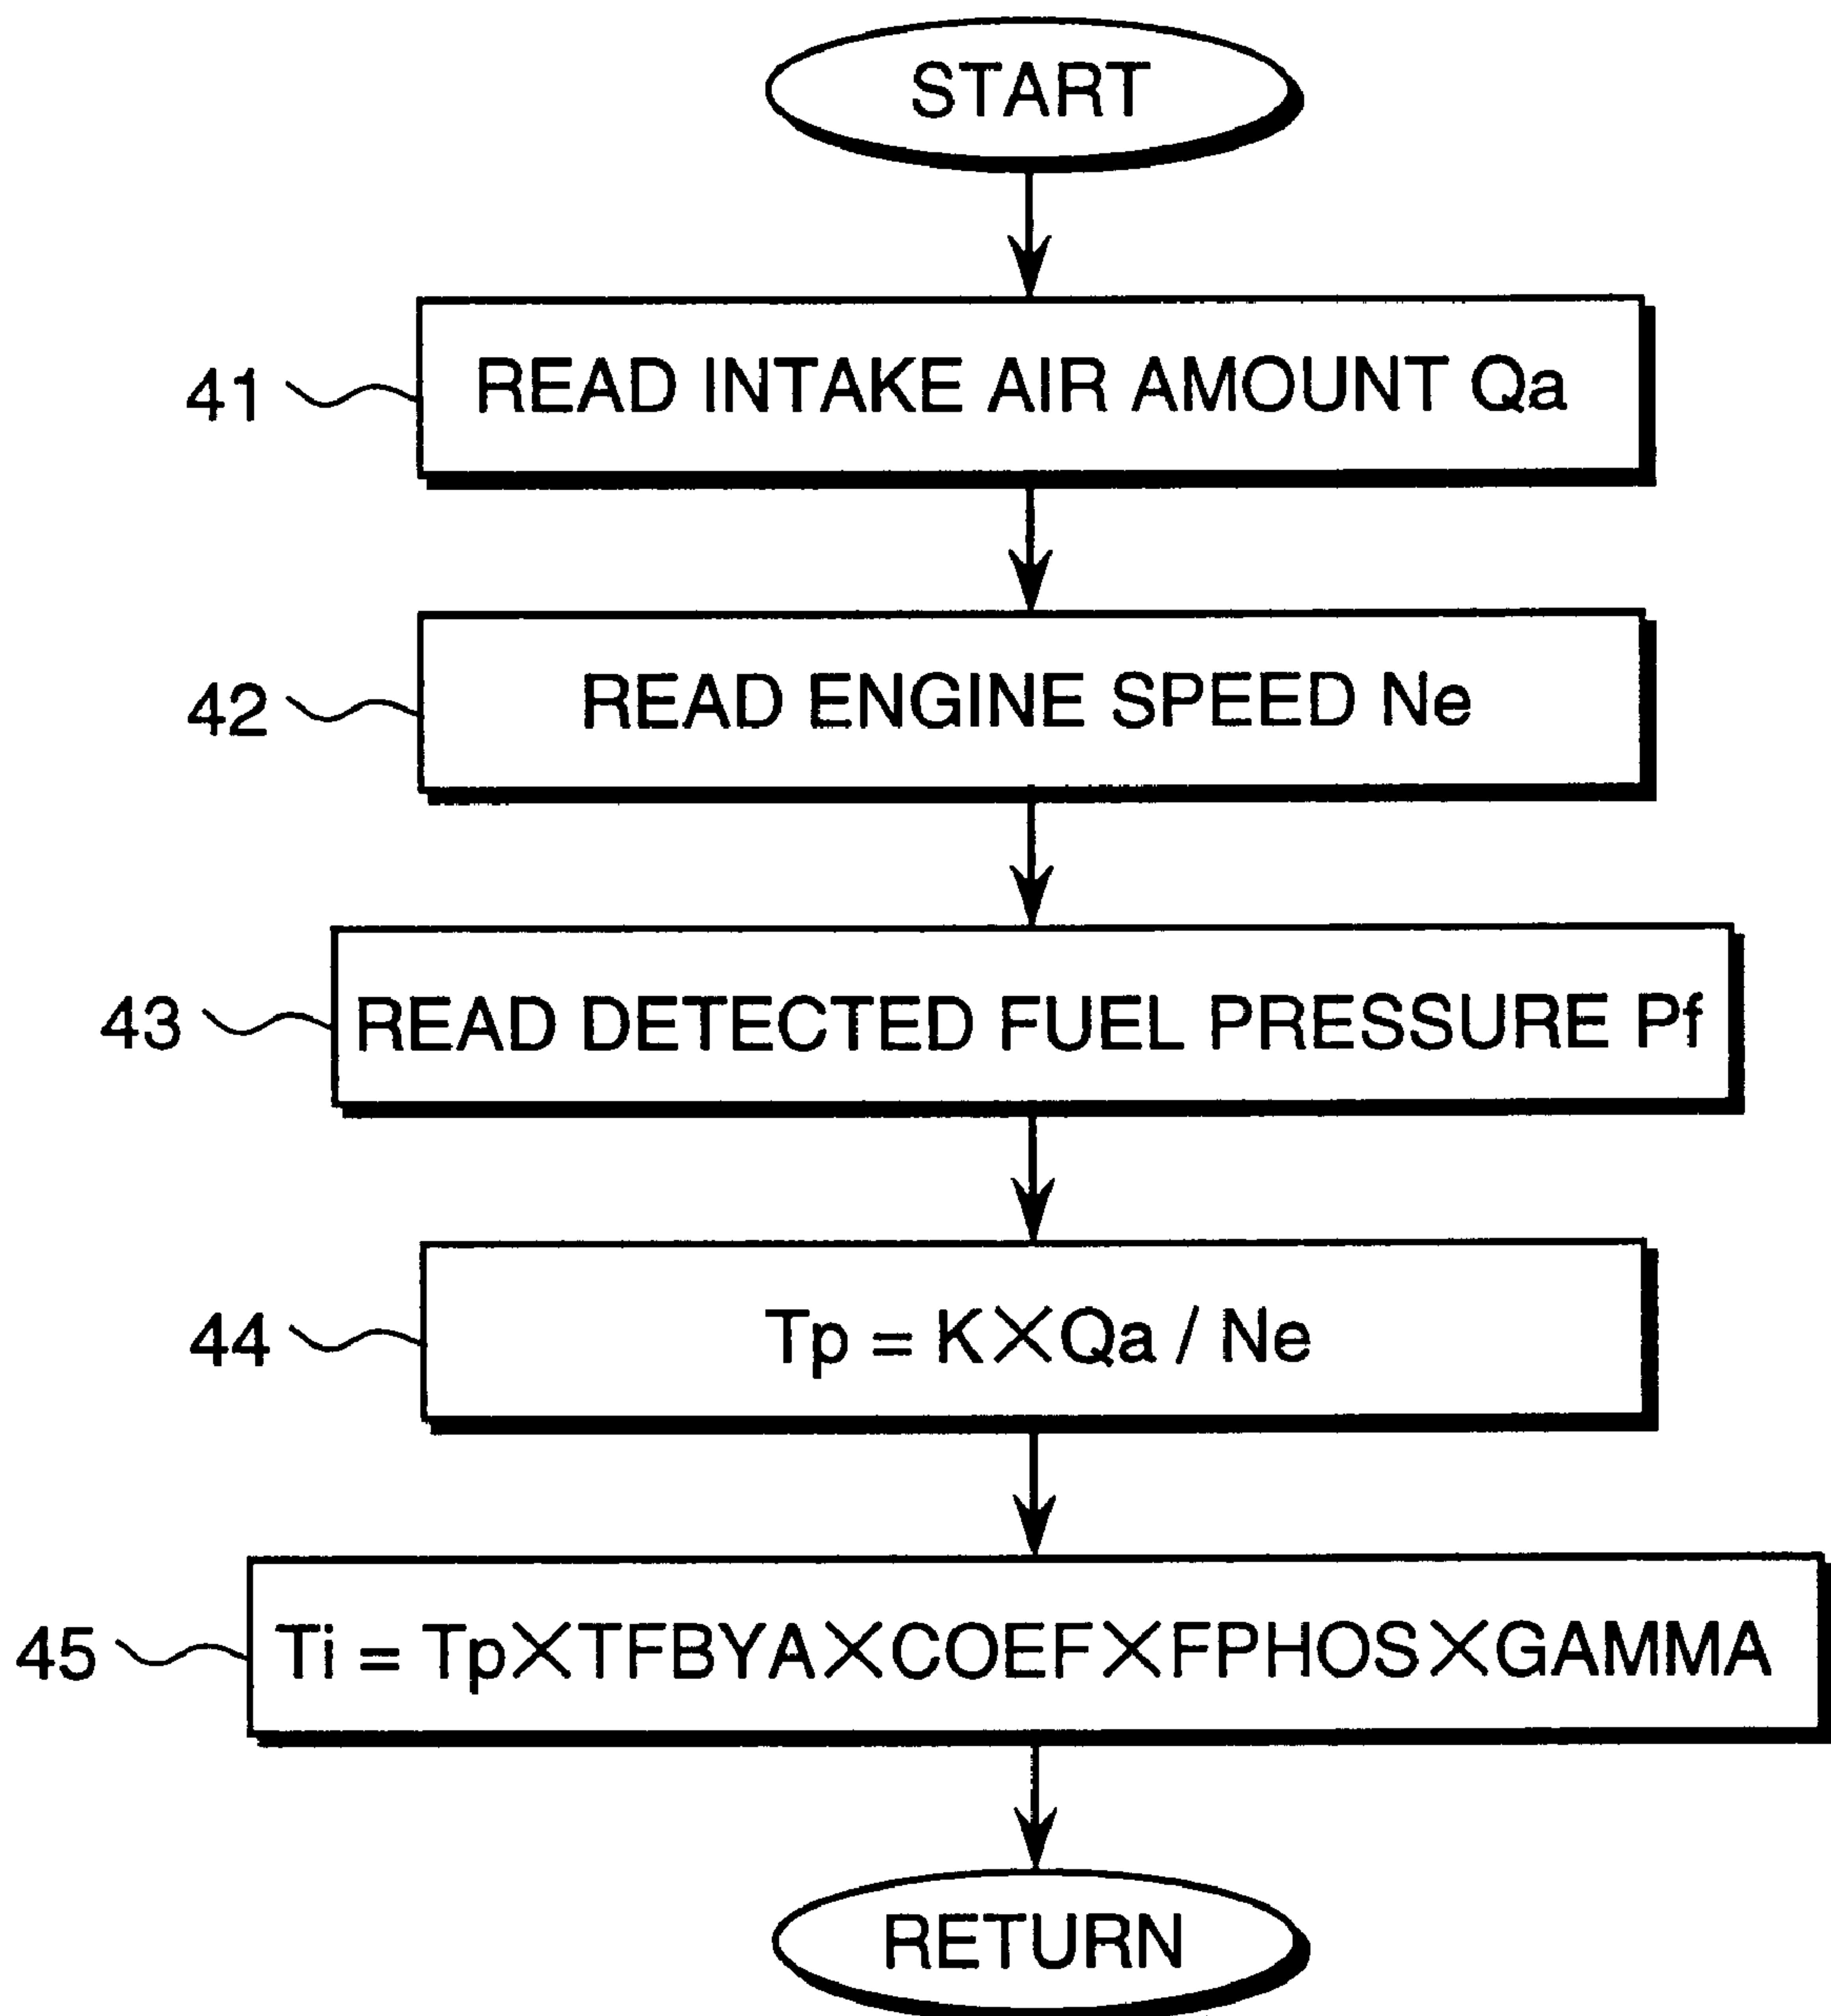 START
41
READ INTAKE AIR AMOUNT Qa
42
READ ENGINE SPEED Ne
43
READ DETECTED FUEL PRESSURE Pf
44
Tp = K×Qa / Ne
45
Ti = Tp×TFBYA×COEF×FPHOS×GAMMA
RETURN